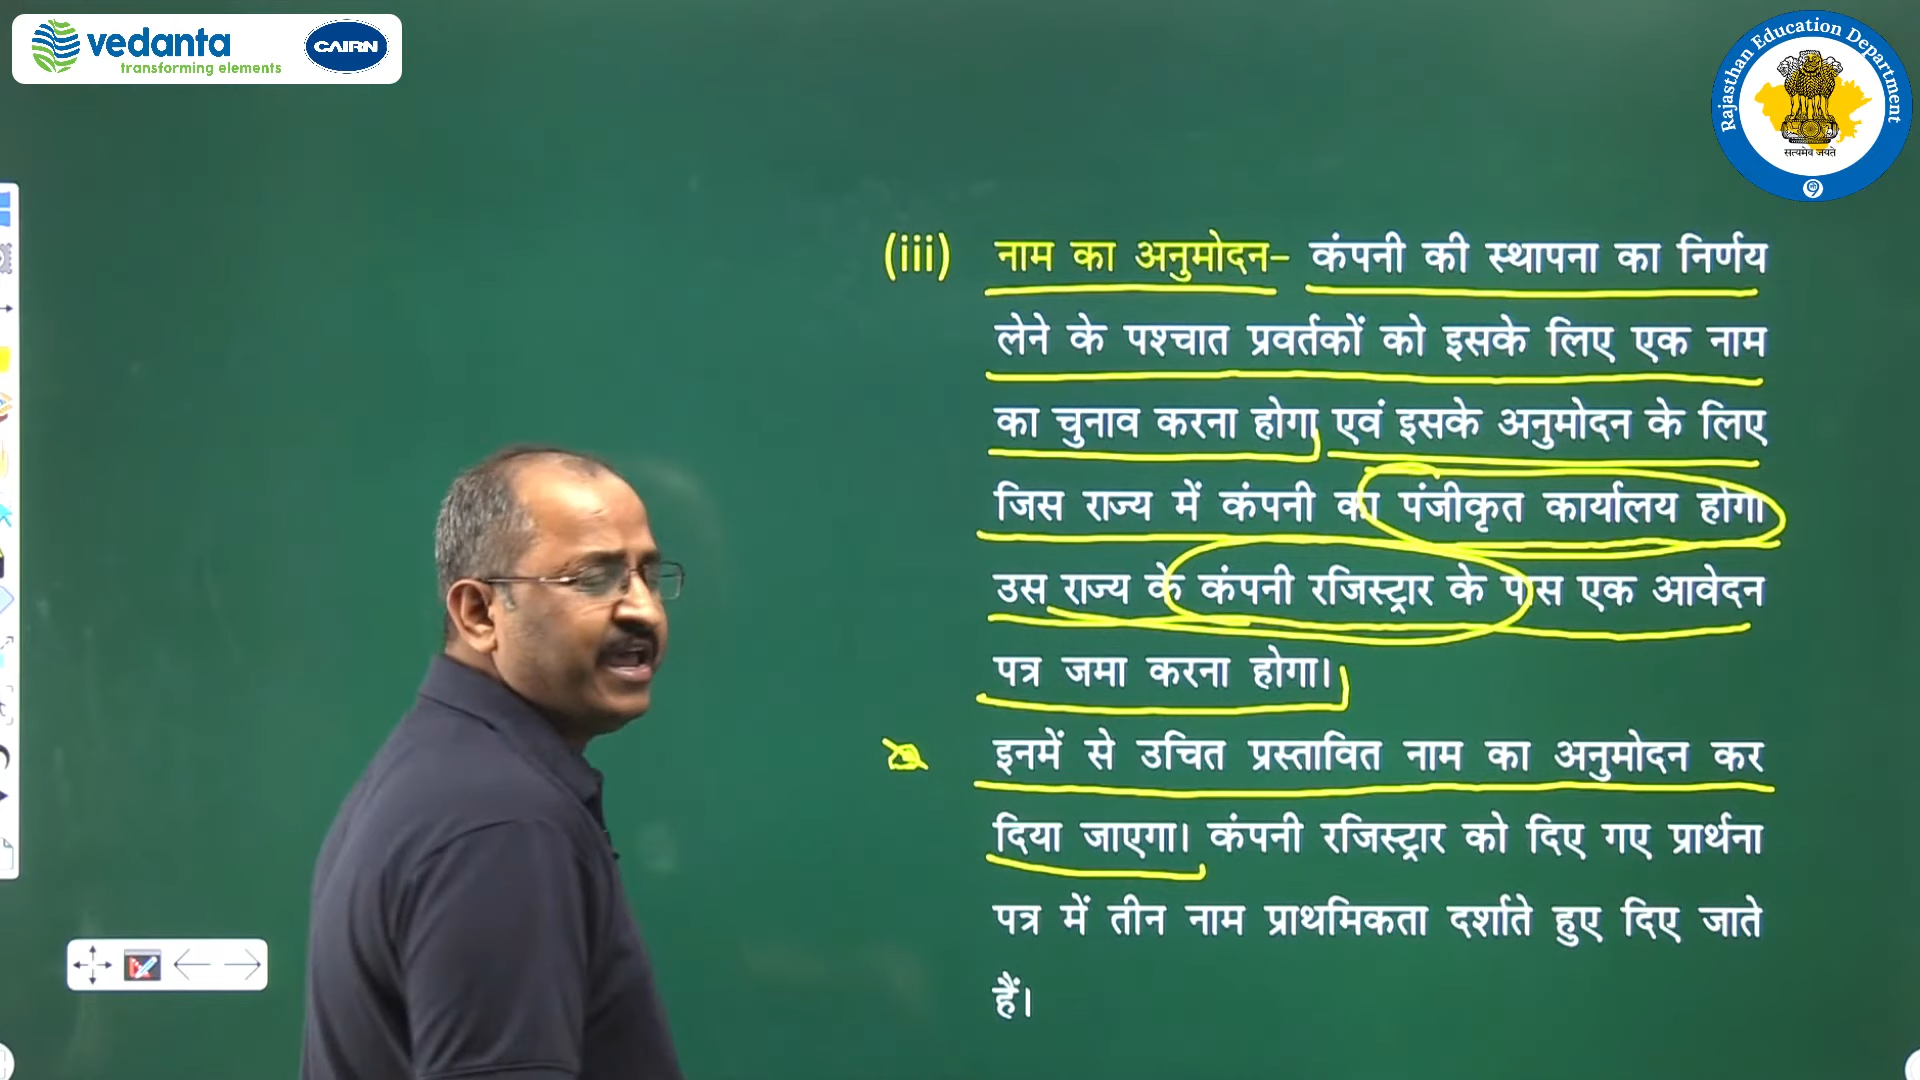 vedanta
transforming elements
CAIRN
Rajasthan Education Department
सत्यमेव जयते
(iii) नाम का अनुमोदन- कंपनी की स्थापना का निर्णय
लेने के पश्चात प्रवर्तकों को इसके लिए एक नाम
का चुनाव करना होगा एवं इसके अनुमोदन के लिए
जिस राज्य में कंपनी का पंजीकृत कार्यालय होगा
उस राज्य के कंपनी रजिस्ट्रार के पास एक आवेदन
पत्र जमा करना होगा।
इनमें से उचित प्रस्तावित नाम का अनुमोदन कर
दिया जाएगा। कंपनी रजिस्ट्रार को दिए गए प्रार्थना
पत्र में तीन नाम प्राथमिकता दर्शाते हुए दिए जाते
हैं।